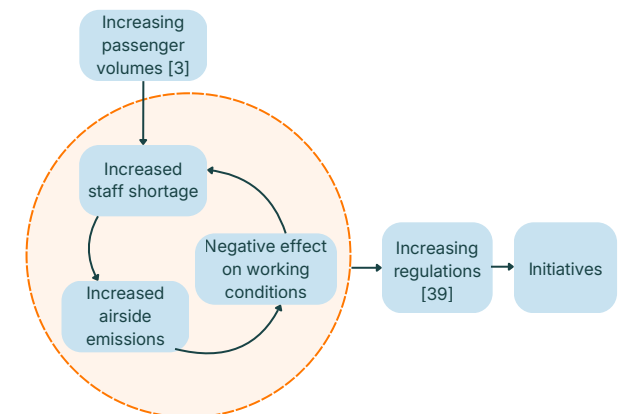 Increasing
passenger
volumes [3]
Increased
staff shortage
Negative effect
on working
conditions
Increased
airside
emissions
Increasing
regulations
[39]
Initiatives